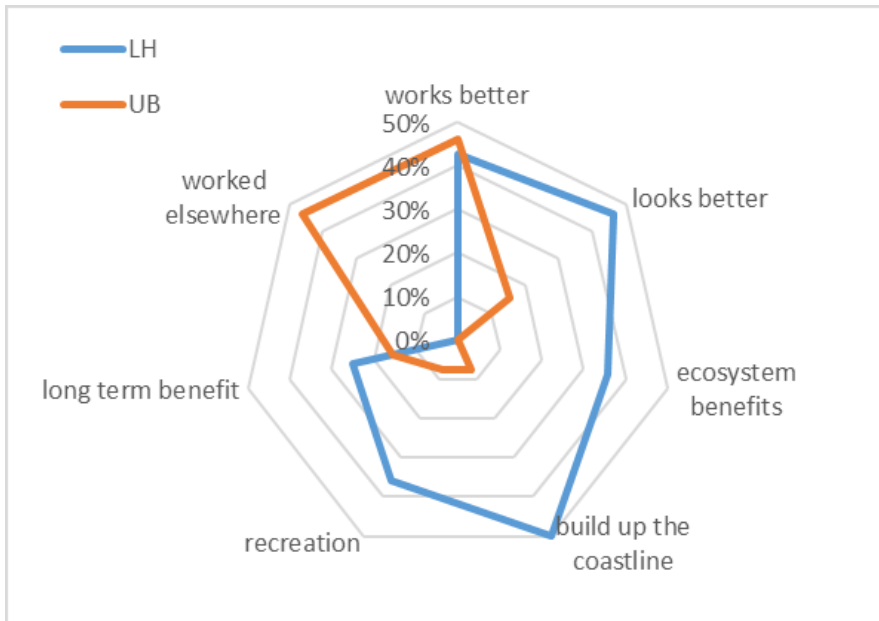 LH
UB
works better
50%
40%
30%
20%
10%
0%
looks better
ecosystem
benefits
build up the
coastline
recreation
long term benefit
worked
elsewhere